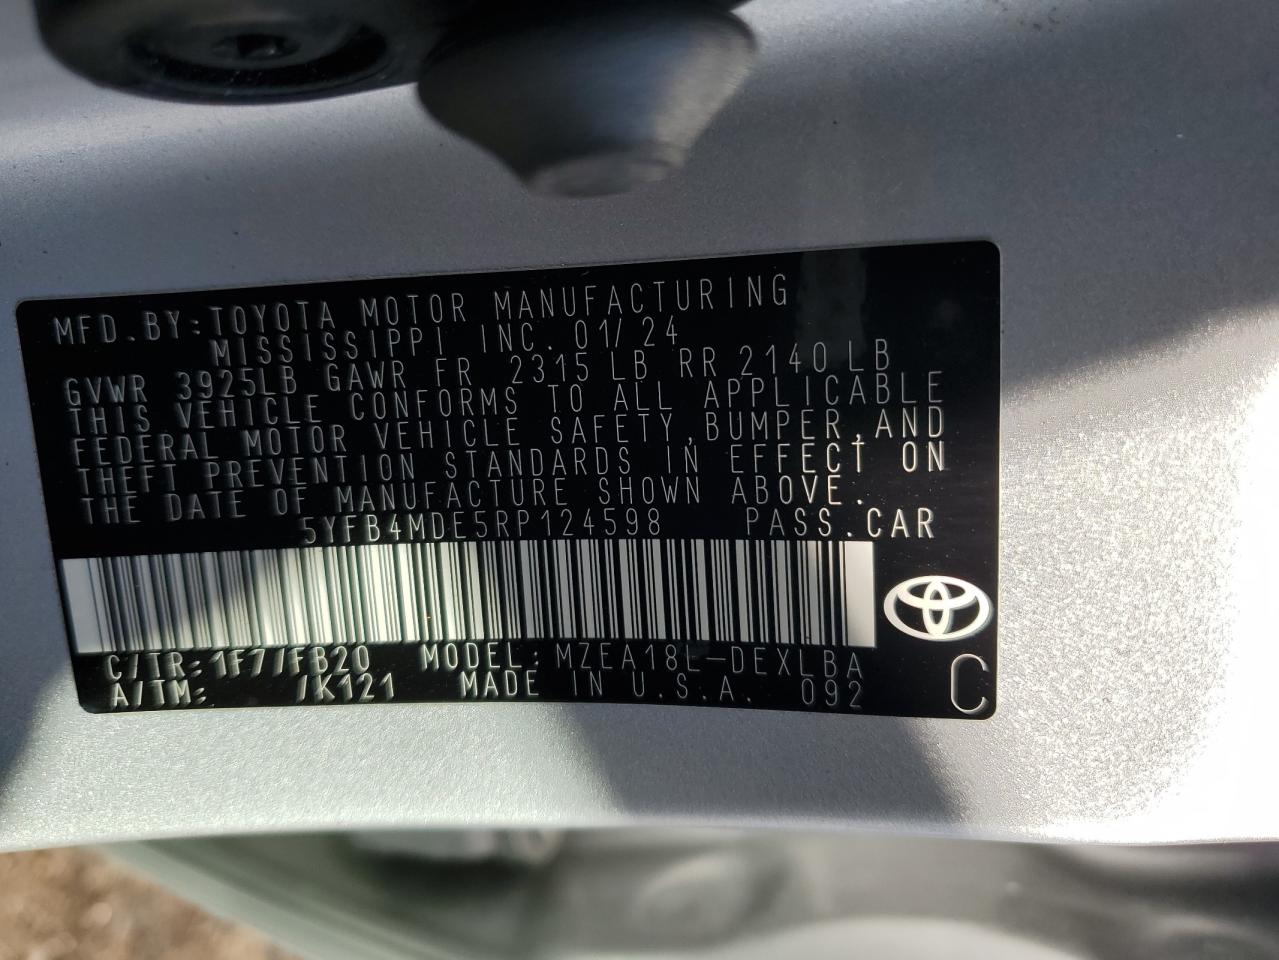 MFD. BY: TOYOTA MOTOR MANUFACTURING
MISSISSIPPI INC. 01/24
GVWR 3925LB GAWR FR 2315 LB RR 2140 LB
THIS VEHICLE CONFORMS TO ALL APPLICABLE
FEDERAL MOTOR VEHICLE SAFETY, BUMPER, AND
THEFT PREVENTION STANDARDS IN EFFECT ON
THE DATE OF MANUFACTURE SHOWN ABOVE.
5YFB4MDE5RP124598 PASS. CAR
C/TR: 1F7/FB20 MODEL: MZEA18L-DEXLBA
A/TM: /K121 MADE IN U.S.A. 092 C